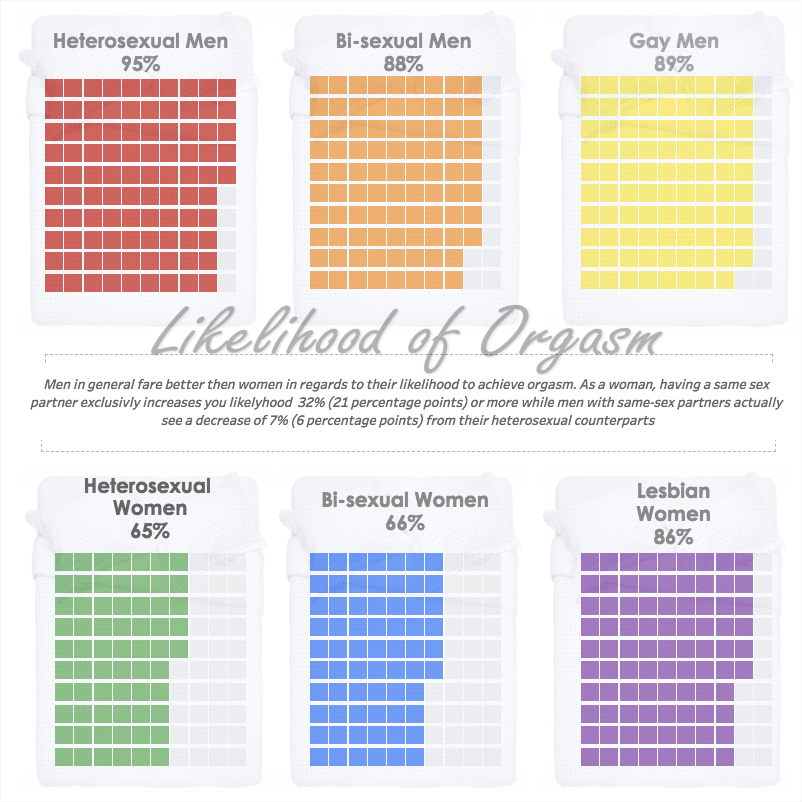 Heterosexual Men
95%
Bi-sexual Men
88%
Gay Men
89%
Likelihood of Orgasm
Men in general fare better then women in regards to their likelihood to achieve orgasm. As a woman, having a same sex
partner exclusivly increases you likelyhood 32% (21 percentage points) or more while men with same-sex partners actually
see a decrease of 7% (6 percentage points) from their heterosexual counterparts
Heterosexual
Women
65%
Bi-sexual Women
66%
Lesbian
Women
86%